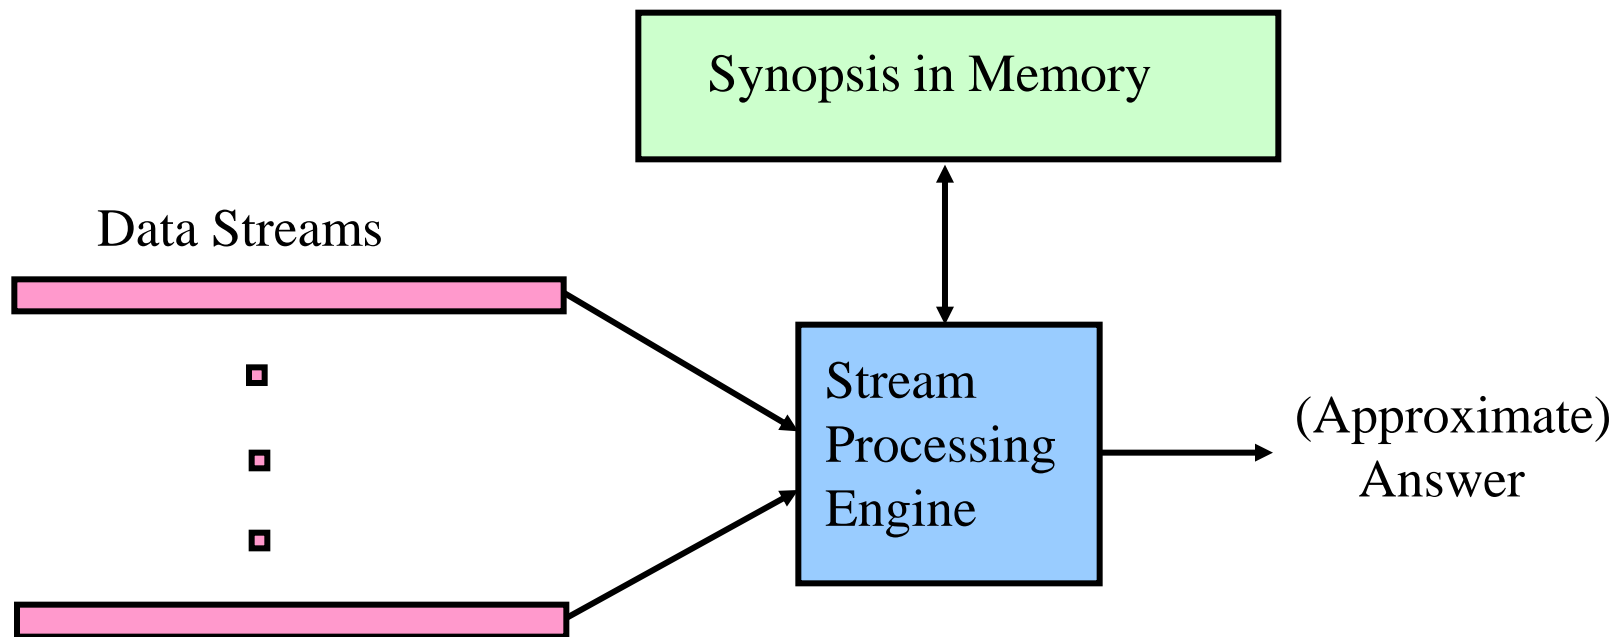 Synopsis in Memory
Data Streams
Stream
Processing
Engine
(Approximate)
Answer